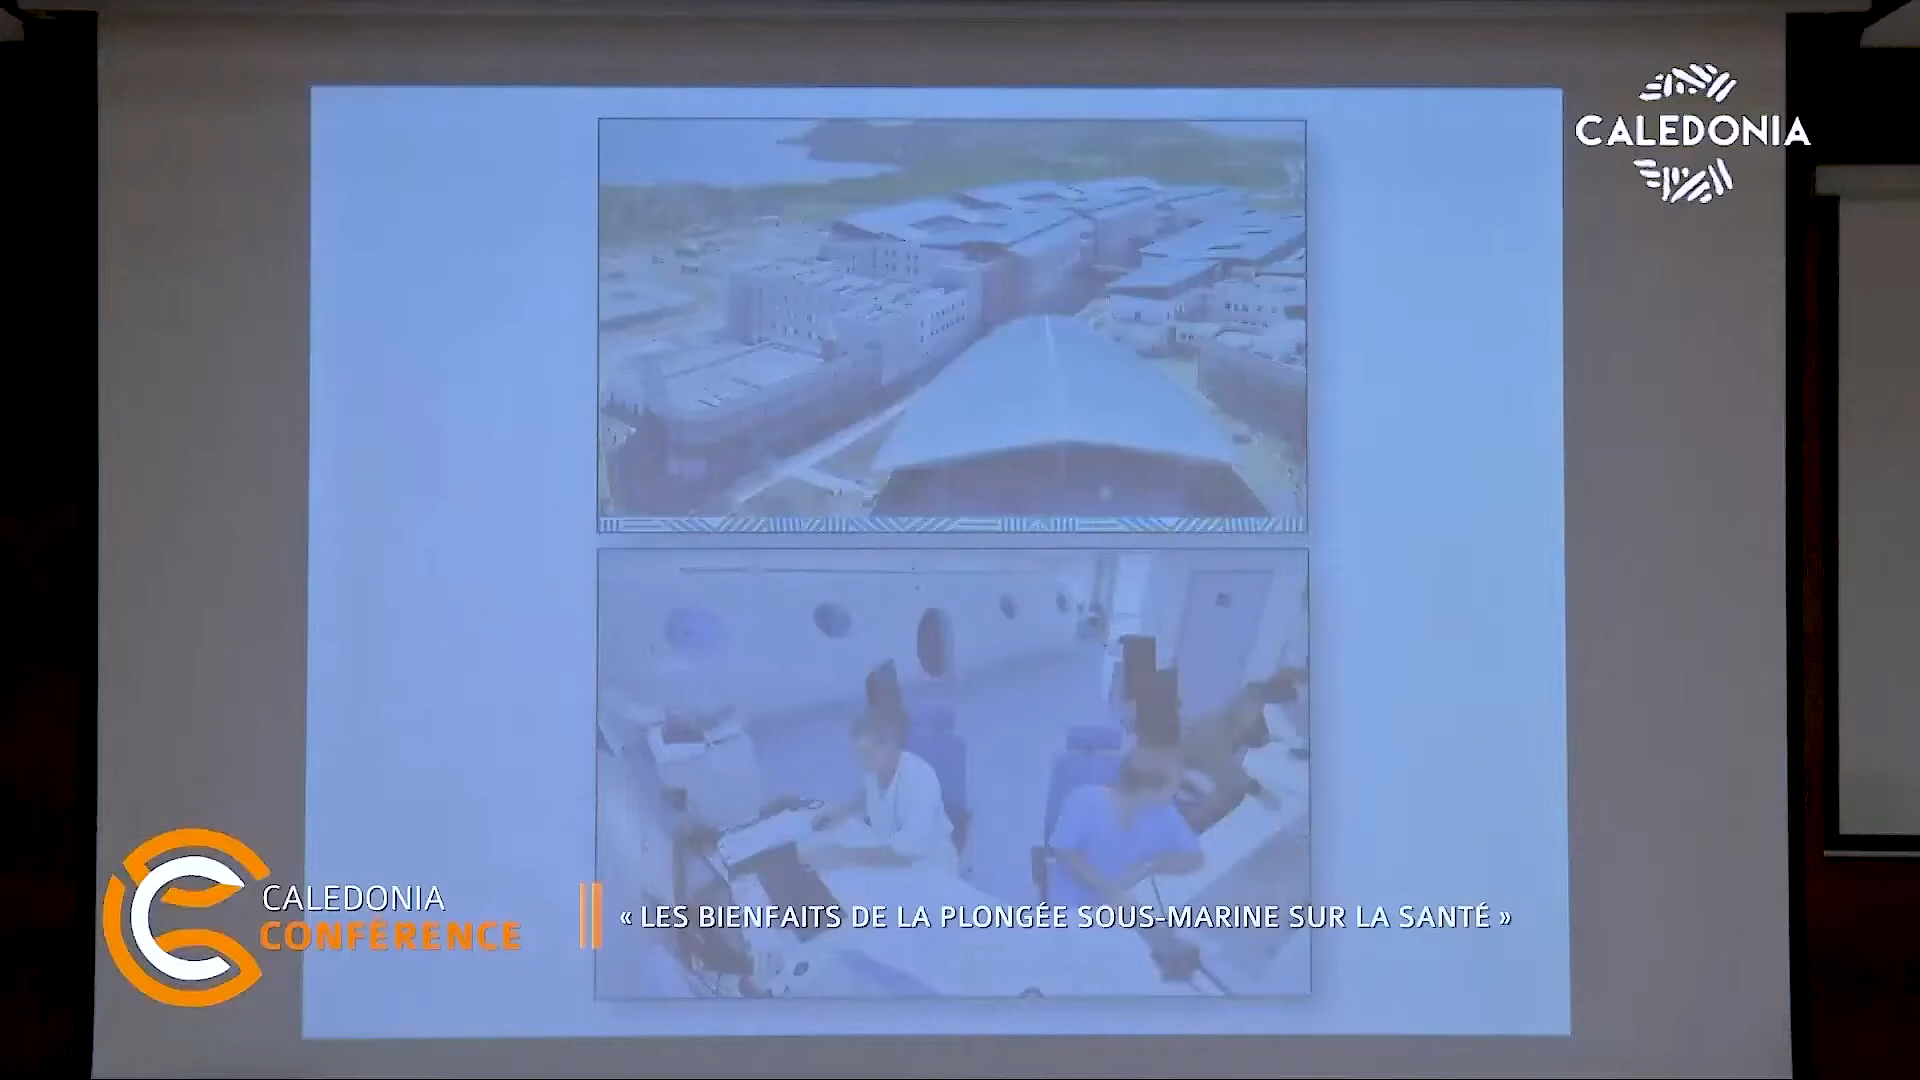 CALEDONIA
CALEDONIA
CONFÉRENCE
« LES BIENFAITS DE LA PLONGÉE SOUS-MARINE SUR LA SANTÉ »